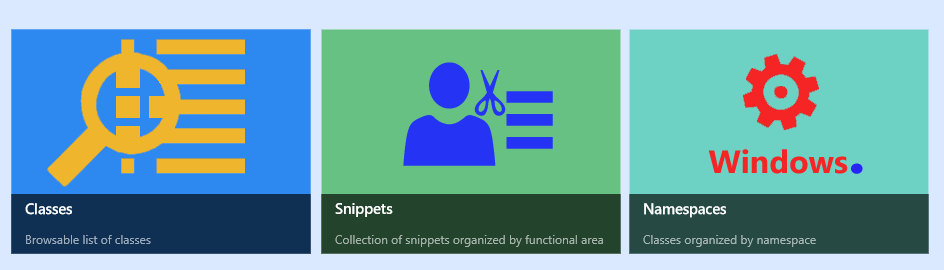 Classes
Browsable list of classes
Snippets
Collection of snippets organized by functional area
Windows.
Namespaces
Classes organized by namespace